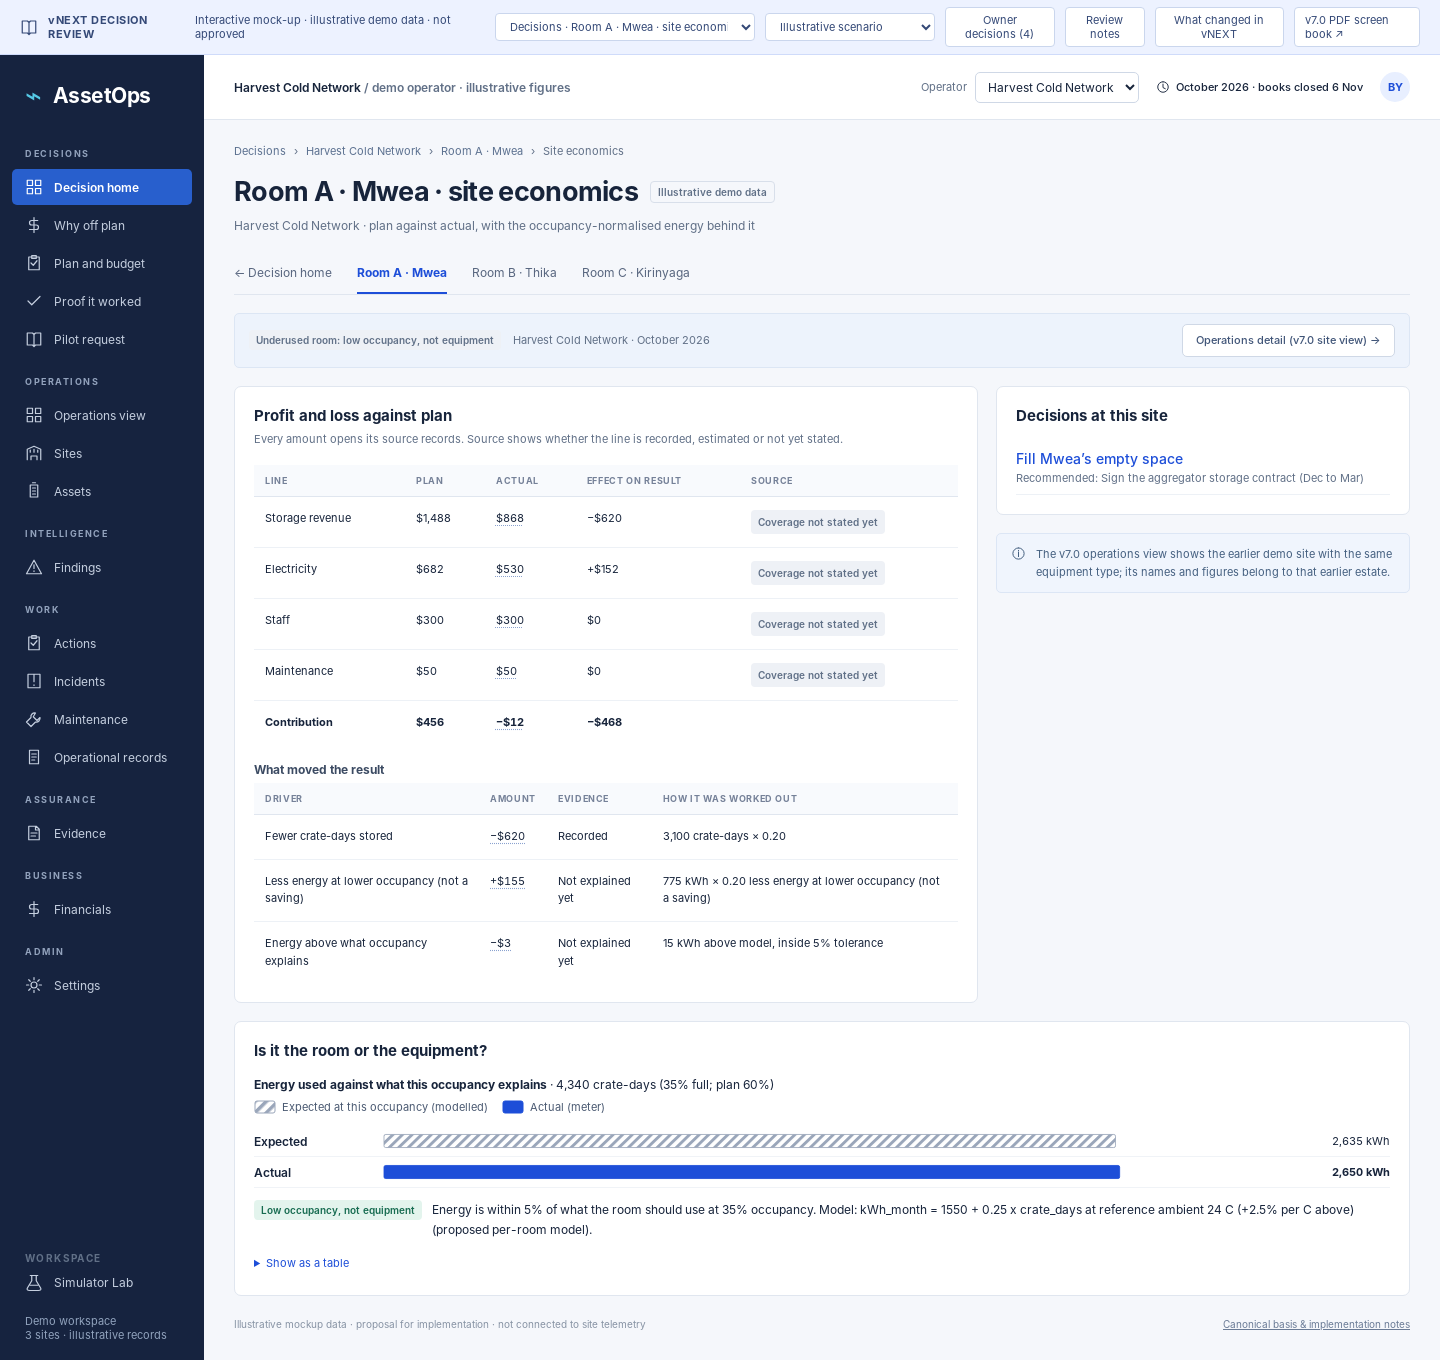 vNEXT DECISION REVIEW
Interactive mock-up · illustrative demo data · not approved
Decisions · Room A · Mwea · site econom
Illustrative scenario
Owner decisions (4)
Review notes
What changed in vNEXT
v7.0 PDF screen book ↗
AssetOps
DECISIONS
Decision home
Why off plan
Plan and budget
Proof it worked
Pilot request
OPERATIONS
Operations view
Sites
Assets
INTELLIGENCE
Findings
WORK
Actions
Incidents
Maintenance
Operational records
ASSURANCE
Evidence
BUSINESS
Financials
ADMIN
Settings
WORKSPACE
Simulator Lab
Demo workspace
3 sites · illustrative records
Harvest Cold Network / demo operator · illustrative figures
Operator
Harvest Cold Network
October 2026 · books closed 6 Nov
BY
Decisions › Harvest Cold Network › Room A · Mwea › Site economics
Room A · Mwea · site economics
Illustrative demo data
Harvest Cold Network · plan against actual, with the occupancy-normalised energy behind it
← Decision home
Room A · Mwea
Room B · Thika
Room C · Kirinyaga
Underused room: low occupancy, not equipment
Harvest Cold Network · October 2026
Operations detail (v7.0 site view) →
Profit and loss against plan
Every amount opens its source records. Source shows whether the line is recorded, estimated or not yet stated.
LINE PLAN ACTUAL EFFECT ON RESULT SOURCE
Storage revenue $1,488 $868 −$620 Coverage not stated yet
Electricity $682 $530 +$152 Coverage not stated yet
Staff $300 $300 $0 Coverage not stated yet
Maintenance $50 $50 $0 Coverage not stated yet
Contribution $456 −$12 −$468
What moved the result
DRIVER AMOUNT EVIDENCE HOW IT WAS WORKED OUT
Fewer crate-days stored −$620 Recorded 3,100 crate-days × 0.20
Less energy at lower occupancy (not a saving) +$155 Not explained yet 775 kWh × 0.20 less energy at lower occupancy (not a saving)
Energy above what occupancy explains −$3 Not explained yet 15 kWh above model, inside 5% tolerance
Decisions at this site
Fill Mwea’s empty space
Recommended: Sign the aggregator storage contract (Dec to Mar)
The v7.0 operations view shows the earlier demo site with the same
equipment type; its names and figures belong to that earlier estate.
Is it the room or the equipment?
Energy used against what this occupancy explains · 4,340 crate-days (35% full; plan 60%)
Expected at this occupancy (modelled)
Actual (meter)
Expected 2,635 kWh
Actual 2,650 kWh
Low occupancy, not equipment
Energy is within 5% of what the room should use at 35% occupancy. Model: kWh_month = 1550 + 0.25 x crate_days at reference ambient 24 C (+2.5% per C above)
(proposed per-room model).
▶ Show as a table
Illustrative mockup data · proposal for implementation · not connected to site telemetry
Canonical basis & implementation notes